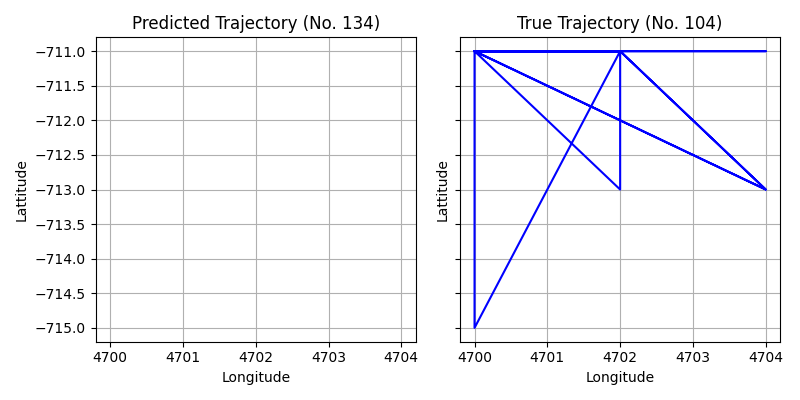 Predicted Trajectory (No. 134)
−711.0
−711.5
−712.0
−712.5
−713.0
−713.5
−714.0
−714.5
−715.0
Lattitude
4700 4701 4702 4703 4704
Longitude
True Trajectory (No. 104)
Lattitude
4700 4701 4702 4703 4704
Longitude